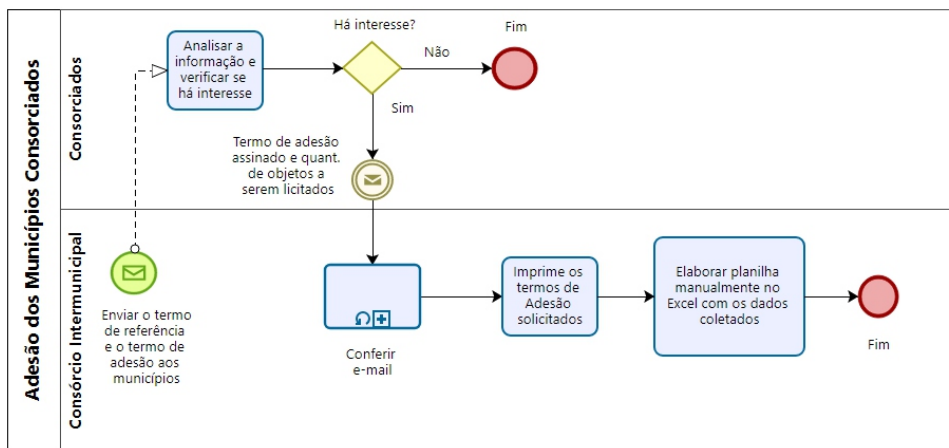 Adesão dos Municípios Consorciados
Consorciados
Analisar a
informação e
verificar se
há interesse
Há interesse?
Não
Fim
Sim
Termo de adesão
assinado e quant.
de objetos a
serem licitados
Consórcio Intermunicipal
Enviar o termo
de referência
e o termo de
adesão aos
municípios
Conferir
e-mail
Imprime os
termos de
Adesão
solicitados
Elaborar planilha
manualmente no
Excel com os dados
coletados
Fim